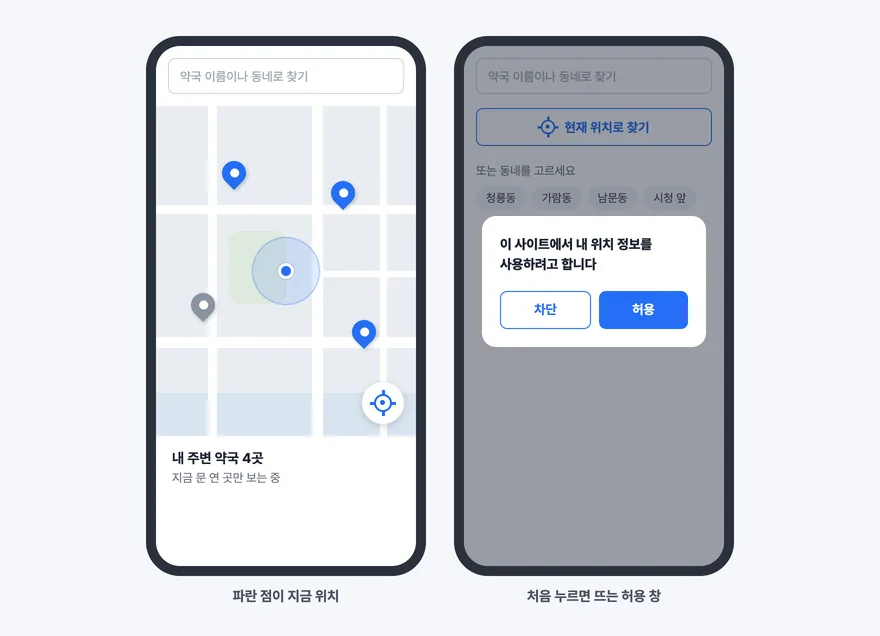 약국 이름이나 동네로 찾기
내 주변 약국 4곳
지금 문 연 곳만 보는 중
파란 점이 지금 위치
약국 이름이나 동네로 찾기
현재 위치로 찾기
또는 동네를 고르세요
청룡동 가람동 남문동 시청 앞
이 사이트에서 내 위치 정보를
사용하려고 합니다
차단 허용
처음 누르면 뜨는 허용 창